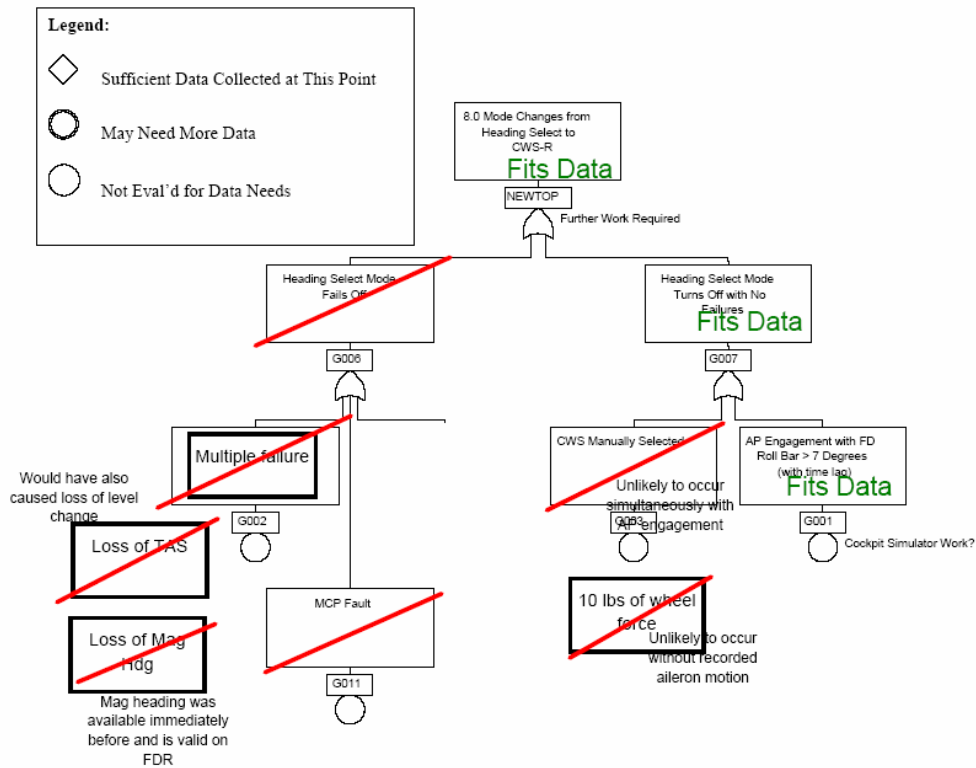 Legend:
Sufficient Data Collected at This Point
May Need More Data
Not Eval'd for Data Needs
8.0 Mode Changes from
Heading Select to
CWS-R
Fits Data
NEWTOP
Further Work Required
Heading Select Mode
Fails Off
G006
Heading Select Mode
Turns Off with No
Failures
Fits Data
G007
Multiple failure
G002
Would have also
caused loss of level
change
Loss of TAS
Loss of Mag
Hdg
Mag heading was
available immediately
before and is valid on
FDR
MCP Fault
G011
CWS Manually Selected
Unlikely to occur
simultaneously with
AP engagement
G003
10 lbs of wheel
force
Unlikely to occur
without recorded
aileron motion
AP Engagement with FD
Roll Bar > 7 Degrees
(with time lag)
Fits Data
G001
Cockpit Simulator Work?